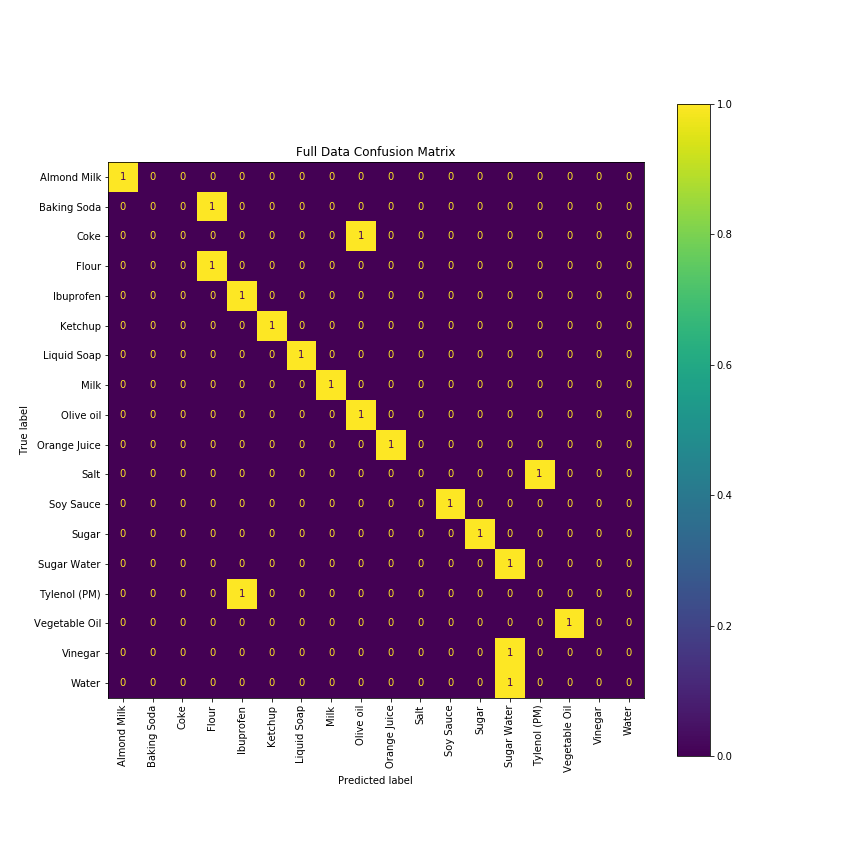 Full Data Confusion Matrix
1.0
Almond Milk 1 0 0 0 0 0 0 0 0 0 0 0 0 0 0 0 0 0
Baking Soda 0 0 0 1 0 0 0 0 0 0 0 0 0 0 0 0 0 0
Coke 0 0 0 0 0 0 0 0 1 0 0 0 0 0 0 0 0 0
0.8
Flour 0 0 0 1 0 0 0 0 0 0 0 0 0 0 0 0 0 0
Ibuprofen 0 0 0 0 1 0 0 0 0 0 0 0 0 0 0 0 0 0
Ketchup 0 0 0 0 0 1 0 0 0 0 0 0 0 0 0 0 0 0
Liquid Soap 0 0 0 0 0 0 1 0 0 0 0 0 0 0 0 0 0 0
0.6
Milk 0 0 0 0 0 0 0 1 0 0 0 0 0 0 0 0 0 0
Olive oil 0 0 0 0 0 0 0 0 1 0 0 0 0 0 0 0 0 0
True label
Orange Juice 0 0 0 0 0 0 0 0 0 1 0 0 0 0 0 0 0 0
Salt 0 0 0 0 0 0 0 0 0 0 0 0 0 0 1 0 0 0
0.4
Soy Sauce 0 0 0 0 0 0 0 0 0 0 0 1 0 0 0 0 0 0
Sugar 0 0 0 0 0 0 0 0 0 0 0 0 1 0 0 0 0 0
Sugar Water 0 0 0 0 0 0 0 0 0 0 0 0 0 1 0 0 0 0
Tylenol (PM) 0 0 0 0 1 0 0 0 0 0 0 0 0 0 0 0 0 0
Vegetable Oil 0 0 0 0 0 0 0 0 0 0 0 0 0 0 0 1 0 0
0.2
Vinegar 0 0 0 0 0 0 0 0 0 0 0 0 0 1 0 0 0 0
Water 0 0 0 0 0 0 0 0 0 0 0 0 0 1 0 0 0 0
0.0
Almond Milk
Baking Soda
Coke
Flour
Ibuprofen
Ketchup
Liquid Soap
Milk
Olive oil
Orange Juice
Salt
Soy Sauce
Sugar
Sugar Water
Tylenol (PM)
Vegetable Oil
Vinegar
Water
Predicted label